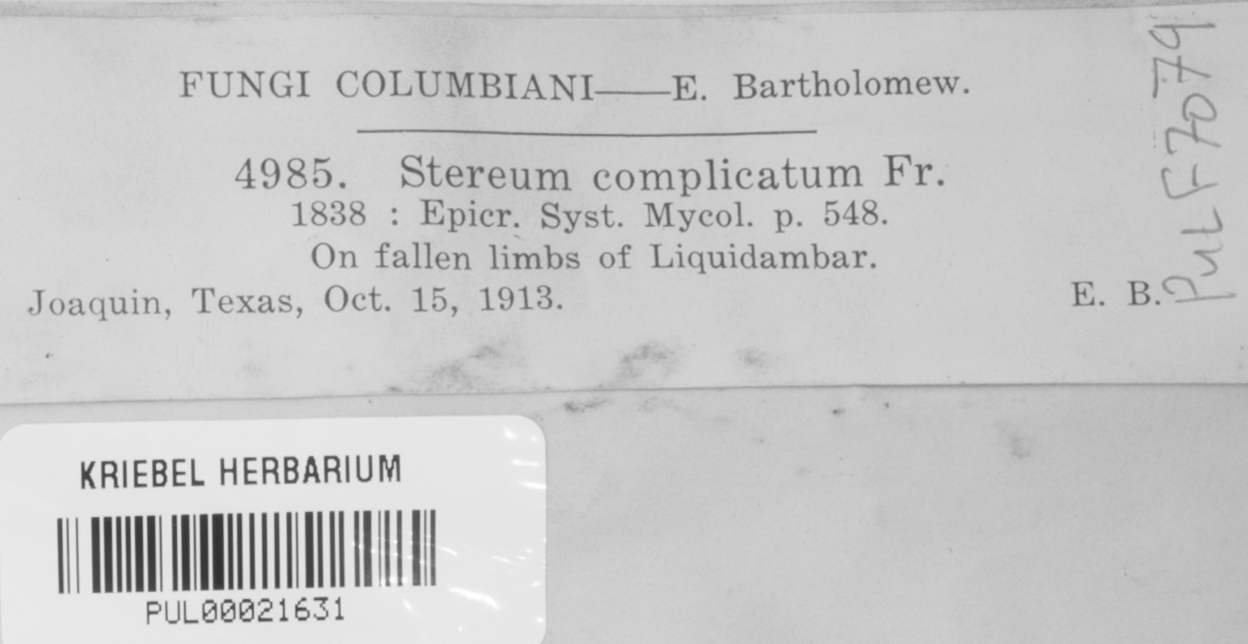 FUNGI COLUMBIANI——E. Bartholomew.
4985. Stereum complicatum Fr.
1838 : Epicr. Syst. Mycol. p. 548.
On fallen limbs of Liquidambar.
Joaquin, Texas, Oct. 15, 1913. E. B.
PUL F7079
KRIEBEL HERBARIUM
PUL00021631